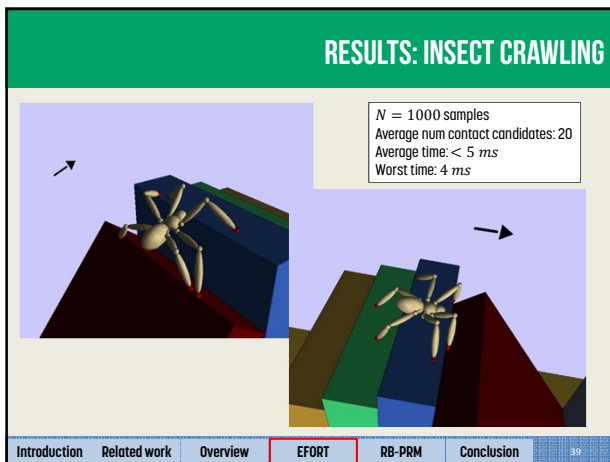 RESULTS: INSECT CRAWLING
N = 1000 samples
Average num contact candidates: 20
Average time: < 5 ms
Worst time: 4 ms
Introduction Related work Overview EFORT RB-PRM Conclusion 39